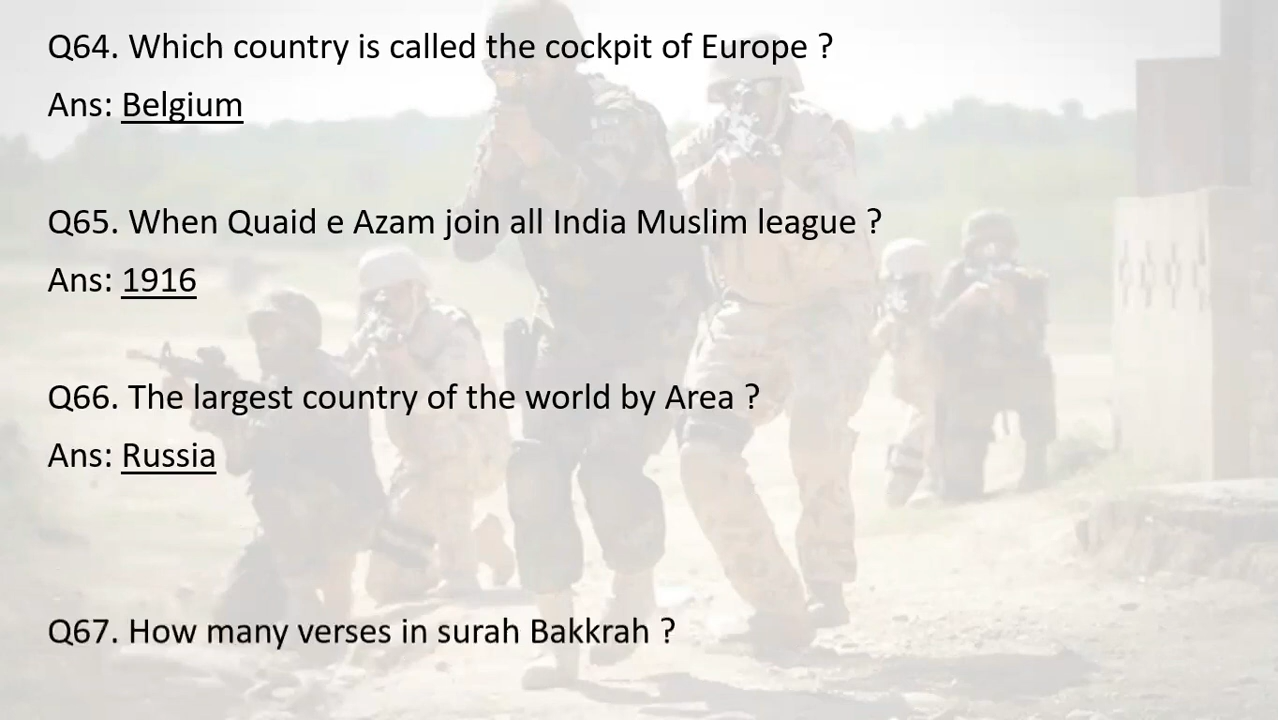 Q64. Which country is called the cockpit of Europe ?
Ans: Belgium
Q65. When Quaid e Azam join all India Muslim league ?
Ans: 1916
Q66. The largest country of the world by Area ?
Ans: Russia
Q67. How many verses in surah Bakkrah ?